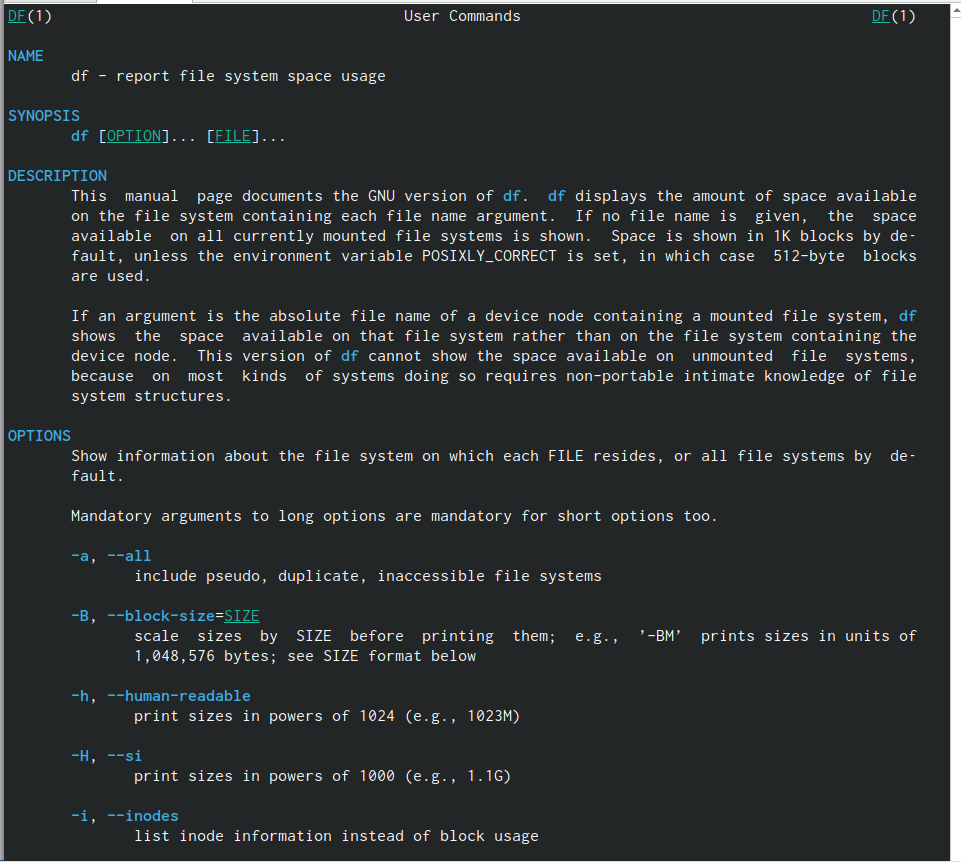 DF(1) User Commands DF(1)
NAME
df - report file system space usage
SYNOPSIS
df [OPTION]... [FILE]...
DESCRIPTION
This manual page documents the GNU version of df. df displays the amount of space available
on the file system containing each file name argument. If no file name is given, the space
available on all currently mounted file systems is shown. Space is shown in 1K blocks by de-
fault, unless the environment variable POSIXLY_CORRECT is set, in which case 512-byte blocks
are used.
If an argument is the absolute file name of a device node containing a mounted file system, df
shows the space available on that file system rather than on the file system containing the
device node. This version of df cannot show the space available on unmounted file systems,
because on most kinds of systems doing so requires non-portable intimate knowledge of file
system structures.
OPTIONS
Show information about the file system on which each FILE resides, or all file systems by de-
fault.
Mandatory arguments to long options are mandatory for short options too.
-a, --all
include pseudo, duplicate, inaccessible file systems
-B, --block-size=SIZE
scale sizes by SIZE before printing them; e.g., ’-BM’ prints sizes in units of
1,048,576 bytes; see SIZE format below
-h, --human-readable
print sizes in powers of 1024 (e.g., 1023M)
-H, --si
print sizes in powers of 1000 (e.g., 1.1G)
-i, --inodes
list inode information instead of block usage